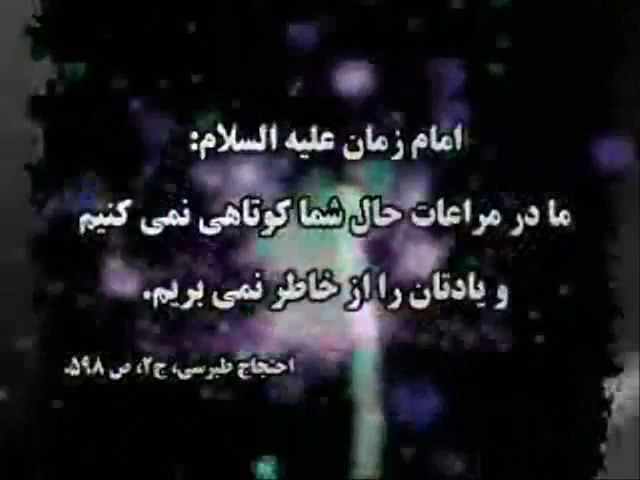 امام زمان علیه السلام:
ما در مراعات حال شما کوتاهی نمی کنیم
و یادتان را از خاطر نمی بریم.
احتجاج طبرسی، ج۲، ص ۵۹۸.